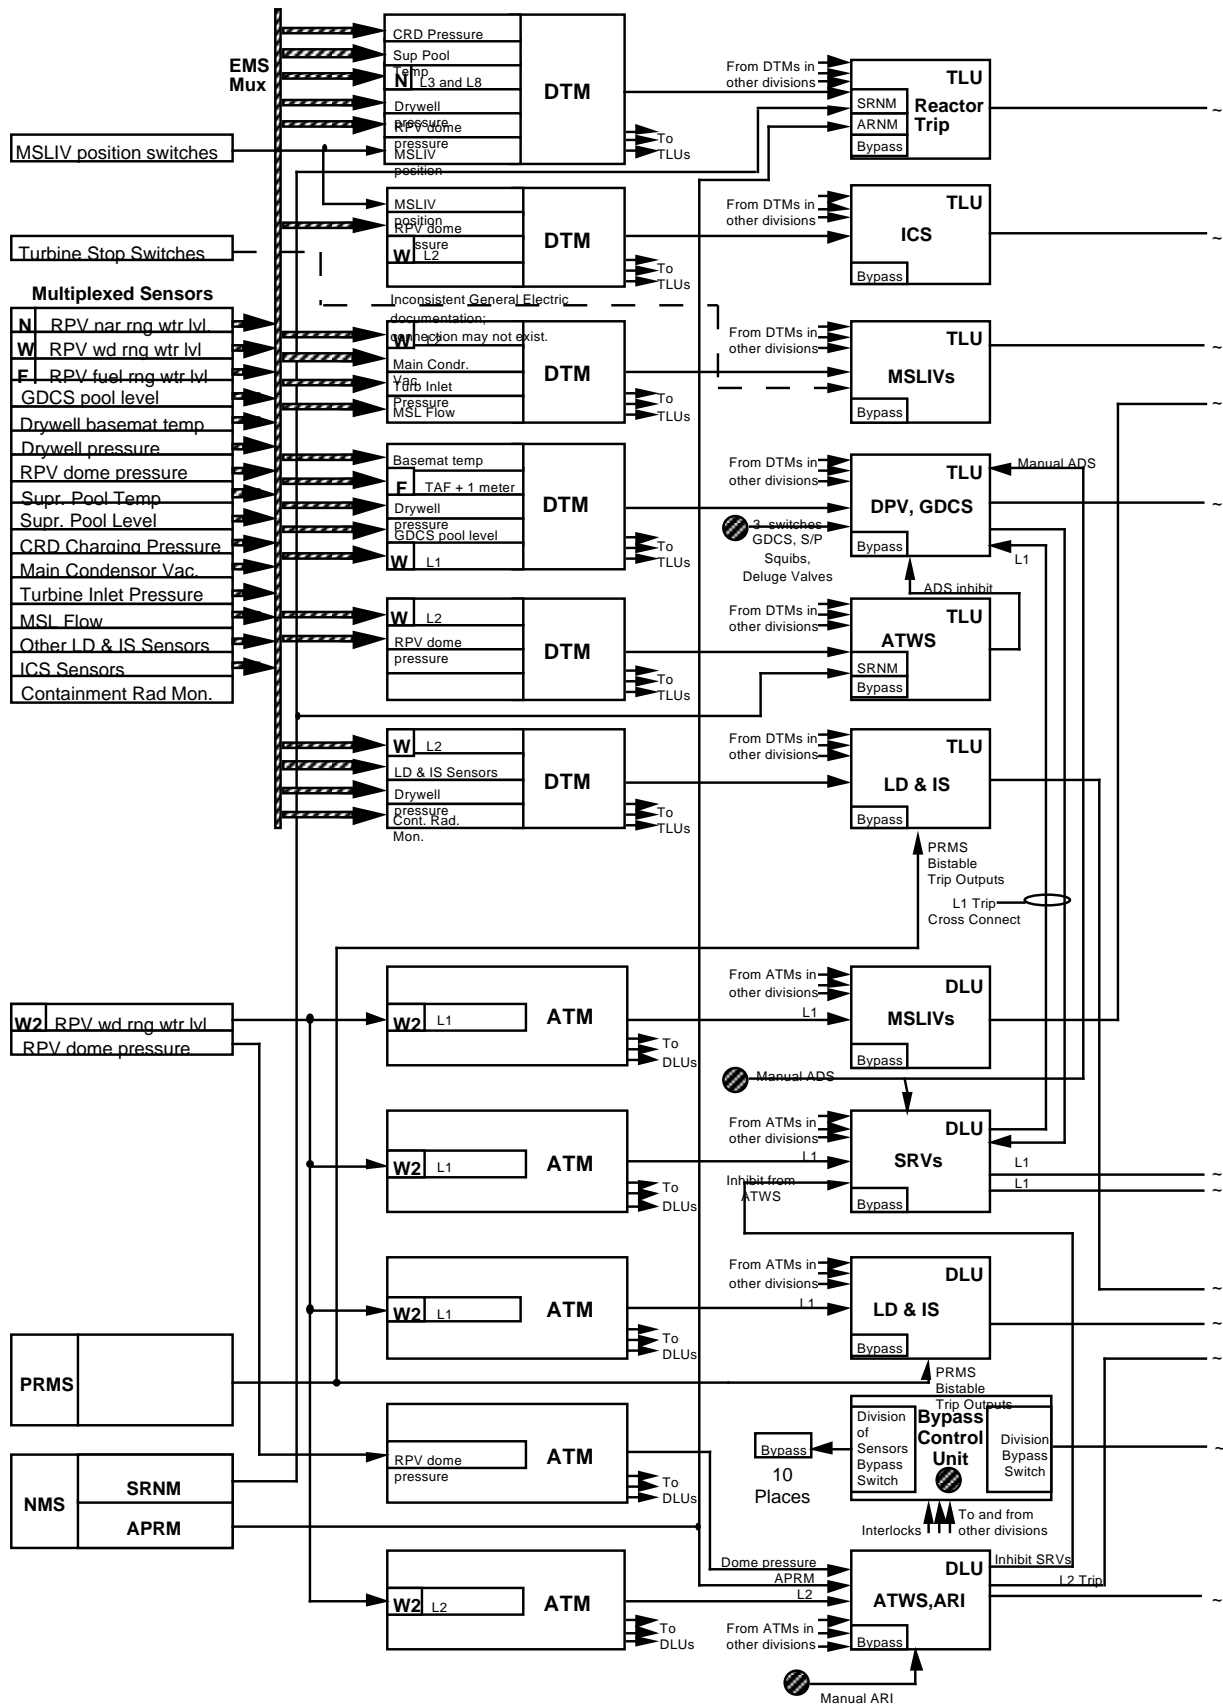 EMS
Mux
CRD Pressure
Sup Pool
Temp
N L3 and L8
Drywell
pressure
RPV dome
pressure
MSLIV
position
DTM
To
TLUs
From DTMs in
other divisions
TLU
Reactor
Trip
SRNM
ARNM
Bypass
~
MSLIV position switches
MSLIV
position
RPV dome
pressure
W L2
DTM
To
TLUs
From DTMs in
other divisions
TLU
ICS
Bypass
~
Turbine Stop Switches
Inconsistent General Electric
documentation;
connection may not exist.
Multiplexed Sensors
N RPV nar rng wtr lvl.
W RPV wd rng wtr lvl
F RPV fuel rng wtr lvl
GDCS pool level
Drywell basemat temp
Drywell pressure
RPV dome pressure
Supr. Pool Temp
Supr. Pool Level
CRD Charging Pressure
Main Condensor Vac.
Turbine Inlet Pressure
MSL Flow
Other LD & IS Sensors
ICS Sensors
Containment Rad Mon.
W L2
Main Condr.
Vac
Turb Inlet
Pressure
MSL Flow
DTM
To
TLUs
From DTMs in
other divisions
TLU
MSLIVs
Bypass
~
~
Basemat temp
F TAF + 1 meter
Drywell
pressure
GDCS pool level
W L1
DTM
To
TLUs
From DTMs in
other divisions
3 switches
GDCS, S/P
Squibs,
Deluge Valves
TLU
DPV, GDCS
Bypass
Manual ADS
L1
~
ADS inhibit
W L2
RPV dome
pressure
DTM
To
TLUs
From DTMs in
other divisions
TLU
ATWS
SRNM
Bypass
W L2
LD & IS Sensors
Drywell
pressure
Cont. Rad.
Mon.
DTM
To
TLUs
From DTMs in
other divisions
TLU
LD & IS
Bypass
PRMS
Bistable
Trip Outputs
L1 Trip
Cross Connect
W2 RPV wd rng wtr lvl
RPV dome pressure
W2 L1
ATM
To
DLUs
From ATMs in
other divisions
L1
DLU
MSLIVs
Bypass
Manual ADS
W2 L1
ATM
To
DLUs
From ATMs in
other divisions
L1
Inhibit from
ATWS
DLU
SRVs
Bypass
L1
L1
~
~
W2 L1
ATM
To
DLUs
From ATMs in
other divisions
L1
DLU
LD & IS
Bypass
~
~
~
PRMS
PRMS
Bistable
Trip Outputs
NMS
SRNM
APRM
RPV dome
pressure
ATM
To
DLUs
Bypass
10
Places
Division
of
Sensors
Bypass
Switch
Bypass
Control
Unit
Division
Bypass
Switch
~
Interlocks
To and from
other divisions
W2 L2
ATM
To
DLUs
Dome pressure
APRM
L2
From ATMs in
other divisions
DLU
ATWS,ARI
Bypass
Inhibit SRVs
L2 Trip
~
Manual ARI